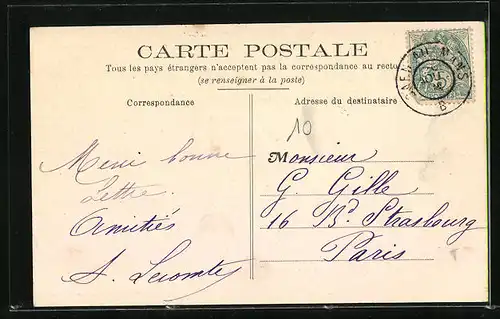 CARTE POSTALE
Tous les pays étrangers n'acceptent pas la correspondance au recto
(se renseigner à la poste)
Correspondance
Adresse du destinataire
10
Merci bonne
Lettre.
Amitiés
A. Lecomte
Monsieur
G. Gille
16 Bd Strasbourg
Paris